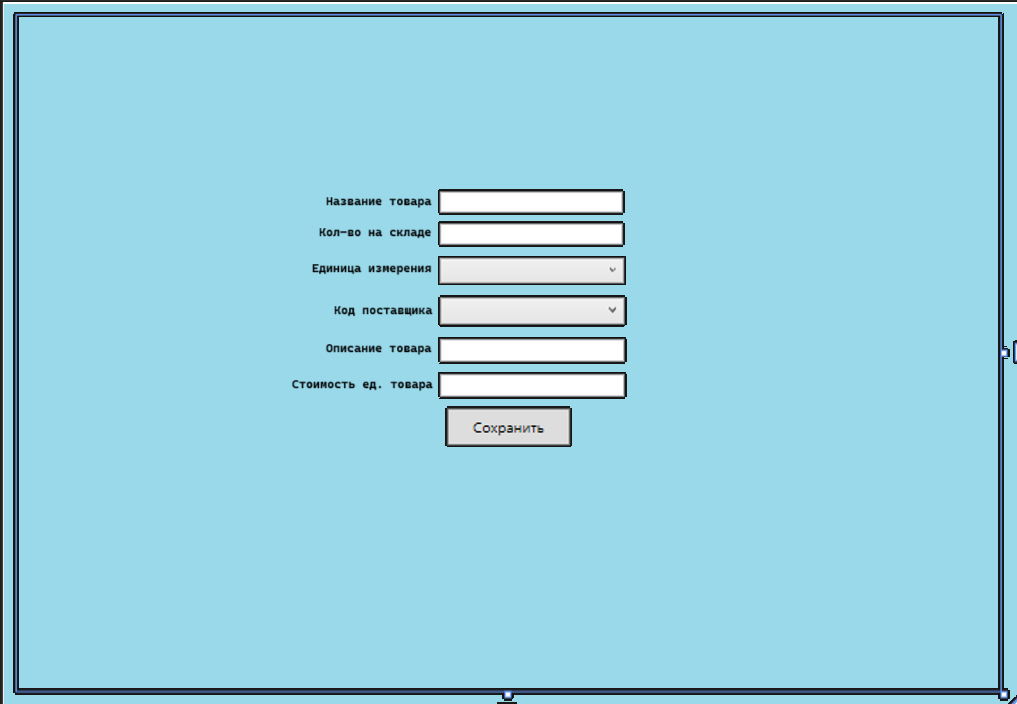 Название товара
Кол-во на складе
Единица измерения
Код поставщика
Описание товара
Стоимость ед. товара
Сохранить